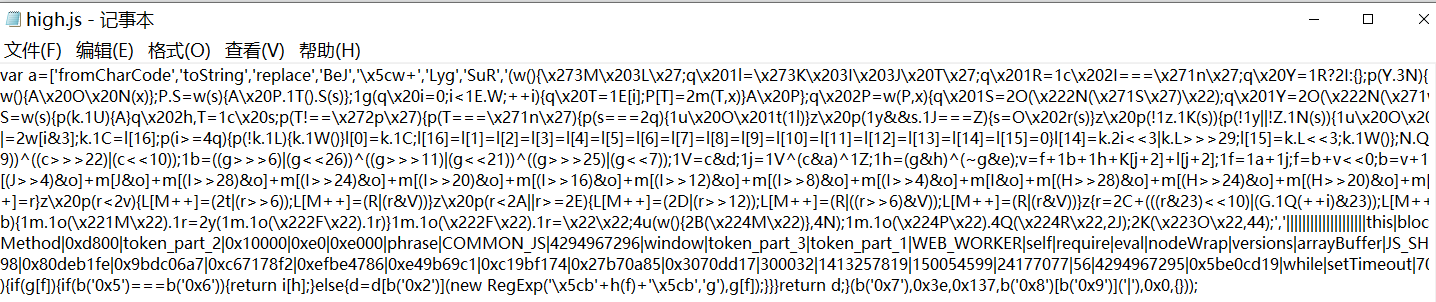 high.js - 记事本
文件(F) 编辑(E) 格式(O) 查看(V) 帮助(H)
var a=['fromCharCode','toString','replace','BeJ','\x5cw+','Lyg','SuR','(w(){\x273M\x203L\x27;q\x201l=\x273K\x203I\x203J\x20T\x27;q\x201R=1c\x202I===\x271n\x27;q\x20Y=1R?2I:{};p(Y.3N){
w(){A\x20O\x20N(x)};P.S=w(s){A\x20P.1T().S(s)};1g(q\x20i=0;i<1E.W;++i){q\x20T=1E[i];P[T]=2m(T,x)}A\x20P};q\x202P=w(P,x){q\x201S=2O(\x222N(\x271S\x27)\x22);q\x201Y=2O(\x222N(\x271v
S=w(s){p(k.1U){A}q\x202h,T=1c\x20s;p(T!==\x272p\x27){p(T===\x271n\x27){p(s===2q){1u\x20O\x201t(1l)}z\x20p(1y&&s.1J===Z){s=O\x202r(s)}z\x20p(!1z.1K(s)){p(!1y||!Z.1N(s)){1u\x20O\x20
|=2w[i&3];k.1C=l[16];p(i>=4q){p(!k.1L){k.1W()}l[0]=k.1C;l[16]=l[1]=l[2]=l[3]=l[4]=l[5]=l[6]=l[7]=l[8]=l[9]=l[10]=l[11]=l[12]=l[13]=l[14]=l[15]=0}l[14]=k.2i<<3|k.L>>>29;l[15]=k.L<<3;k.1W()};N.Q
9))^((c>>>22)|(c<<10));1b=((g>>>6)|(g<<26))^((g>>>11)|(g<<21))^((g>>>25)|(g<<7));1V=c&d;1j=1V^(c&a)^1Z;1h=(g&h)^(~g&e);v=f+1b+1h+K[j+2]+l[j+2];1f=1a+1j;f=b+v<<0;b=v+1
[(J>>4)&o]+m[J&o]+m[(I>>28)&o]+m[(I>>24)&o]+m[(I>>20)&o]+m[(I>>16)&o]+m[(I>>12)&o]+m[(I>>8)&o]+m[(I>>4)&o]+m[I&o]+m[(H>>28)&o]+m[(H>>24)&o]+m[(H>>20)&o]+m[
+]=r}z\x20p(r<2v){L[M++]=(2t|(r>>6));L[M++]=(R|(r&V))}z\x20p(r<2A||r>=2E){L[M++]=(2D|(r>>12));L[M++]=(R|((r>>6)&V));L[M++]=(R|(r&V))}z{r=2C+(((r&23)<<10)|(G.1Q(++i)&23));L[M++
b){1m.1o(\x221M\x22).1r=2y(1m.1o(\x222F\x22).1r)}1m.1o(\x222F\x22).1r=\x22\x22;4u(w(){2B(\x224M\x22)},4N);1m.1o(\x224P\x22).4Q(\x224R\x22,2J);2K(\x223O\x22,44);','||||||||||||||||||||||this|bloc
Method|0xd800|token_part_2|0x10000|0xe0|0xe000|phrase|COMMON_JS|4294967296|window|token_part_3|token_part_1|WEB_WORKER|self|require|eval|nodeWrap|versions|arrayBuffer|JS_SH
98|0x80deb1fe|0x9bdc06a7|0xc67178f2|0xefbe4786|0xe49b69c1|0xc19bf174|0x27b70a85|0x3070dd17|300032|1413257819|150054599|24177077|56|4294967295|0x5be0cd19|while|setTimeout|70
){if(g[f]){if(b('0x5')===b('0x6')){return i[h];}else{d=d[b('0x2')](new RegExp('\x5cb'+h(f)+'\x5cb','g'),g[f]);}}}return d;}(b('0x7'),0x3e,0x137,b('0x8')[b('0x9')]('|'),0x0,{}));